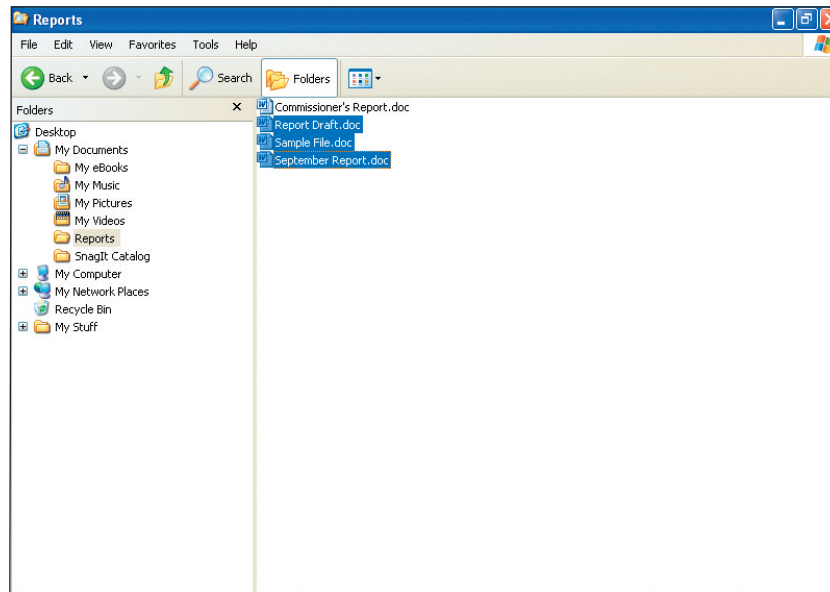 Reports
File Edit View Favorites Tools Help
Back Search Folders
Folders
Desktop
My Documents
My eBooks
My Music
My Pictures
My Videos
Reports
SnagIt Catalog
My Computer
My Network Places
Recycle Bin
My Stuff
Commissioner's Report.doc
Report Draft.doc
Sample File.doc
September Report.doc